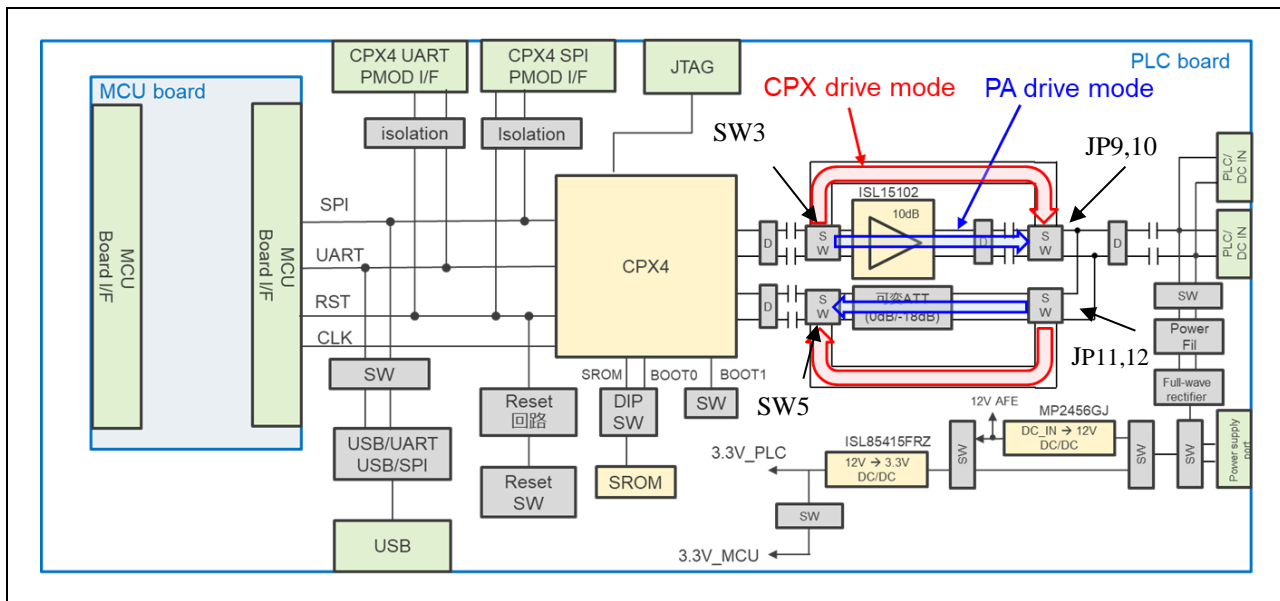 CPX4 UART
PMOD I/F
CPX4 SPI
PMOD I/F
JTAG
PLC board
MCU board
CPX drive mode
PA drive mode
SW3
JP9,10
isolation
Isolation
PLC/
DC IN
ISL15102
10dB
MCU
Board I/F
MCU
Board I/F
SPI
UART
RST
CLK
CPX4
D
SW
D
SW
D
PLC/
DC IN
D
SW
可変ATT
(0dB/-18dB)
SW
SW
Power
Fil
JP11,12
SW
SROM
BOOT0
BOOT1
SW5
Full-wave
rectifier
Reset
回路
DIP
SW
SW
12V AFE
MP2456GJ
DC_IN → 12V
DC/DC
USB/UART
USB/SPI
ISL85415FRZ
3.3V_PLC
12V → 3.3V
DC/DC
SW
SW
SW
Power supply
port
Reset
SW
SROM
SW
USB
3.3V_MCU